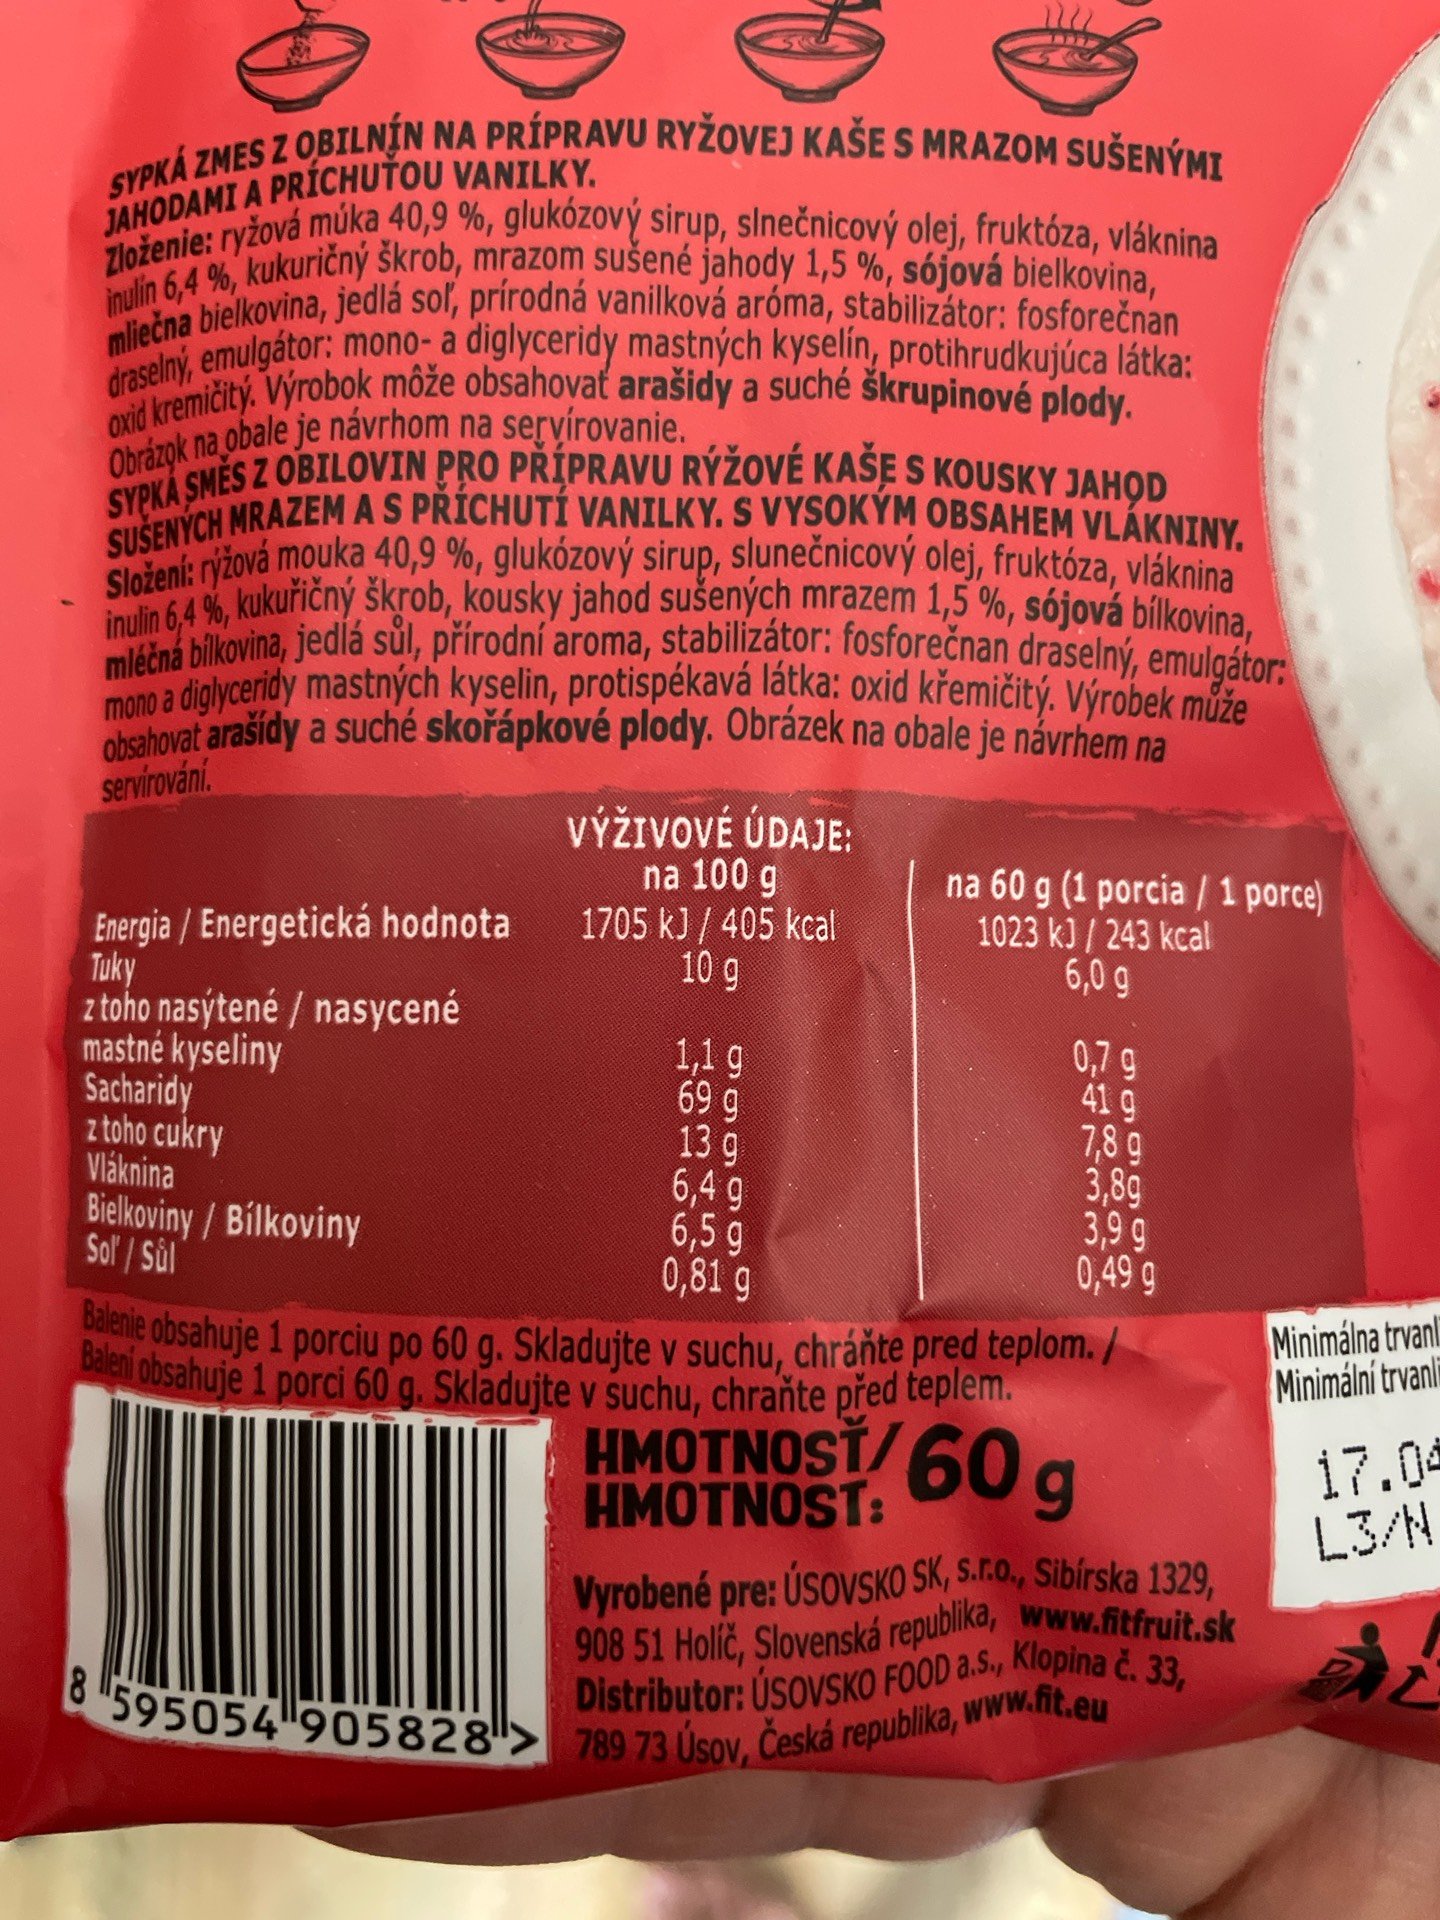 SYPKÁ ZMES Z OBILNÍN NA PRÍPRAVU RYŽOVEJ KAŠE S MRAZOM SUŠENÝMI
JAHODAMI A PRÍCHUŤOU VANILKY.
Zloženie: ryžová múka 40,9 %, glukózový sirup, slnečnicový olej, fruktóza, vláknina
inulín 6,4 %, kukuričný škrob, mrazom sušené jahody 1,5 %, sójová bielkovina,
mliečna bielkovina, jedlá soľ, prírodná vanilková aróma, stabilizátor: fosforečnan
draselný, emulgátor: mono- a diglyceridy mastných kyselín, protihrudkujúca látka:
oxid kremičitý. Výrobok môže obsahovať arašidy a suché škrupinové plody.
Obrázok na obale je návrhom na servírovanie.
SYPKÁ SMĚS Z OBILOVIN PRO PŘÍPRAVU RÝŽOVÉ KAŠE S KOUSKY JAHOD
SUŠENÝCH MRAZEM A S PŘÍCHUTÍ VANILKY. S VYSOKÝM OBSAHEM VLÁKNINY.
Složení: rýžová mouka 40,9 %, glukózový sirup, slunečnicový olej, fruktóza, vláknina
inulin 6,4 %, kukuřičný škrob, kousky jahod sušených mrazem 1,5 %, sójová bílkovina,
mléčná bílkovina, jedlá sůl, přírodní aroma, stabilizátor: fosforečnan draselný, emulgátor:
mono a diglyceridy mastných kyselin, protispékavá látka: oxid křemičitý. Výrobek může
obsahovat arašídy a suché skořápkové plody. Obrázek na obale je návrhem na
servírování.
VÝŽIVOVÉ ÚDAJE:
na 100 g na 60 g (1 porcia / 1 porce)
Energia / Energetická hodnota 1705 kJ / 405 kcal 1023 kJ / 243 kcal
Tuky 10 g 6,0 g
z toho nasýtené / nasycené
mastné kyseliny 1,1 g 0,7 g
Sacharidy 69 g 41 g
z toho cukry 13 g 7,8 g
Vláknina 6,4 g 3,8g
Bielkoviny / Bílkoviny 6,5 g 3,9 g
Soľ / Sůl 0,81 g 0,49 g
Balenie obsahuje 1 porciu po 60 g. Skladujte v suchu, chráňte pred teplom. /
Balení obsahuje 1 porci 60 g. Skladujte v suchu, chraňte před teplem.
HMOTNOSŤ/
HMOTNOST: 60 g
Minimálna
Minimální
17.04
L3/N
Vyrobené pre: ÚSOVSKO SK, s.r.o., Sibírska 1329,
908 51 Holíč, Slovenská republika, www.fitfruit.sk
Distributor: ÚSOVSKO FOOD a.s., Klopina č. 33,
789 73 Úsov, Česká republika, www.fit.eu
8 595054 905828 >